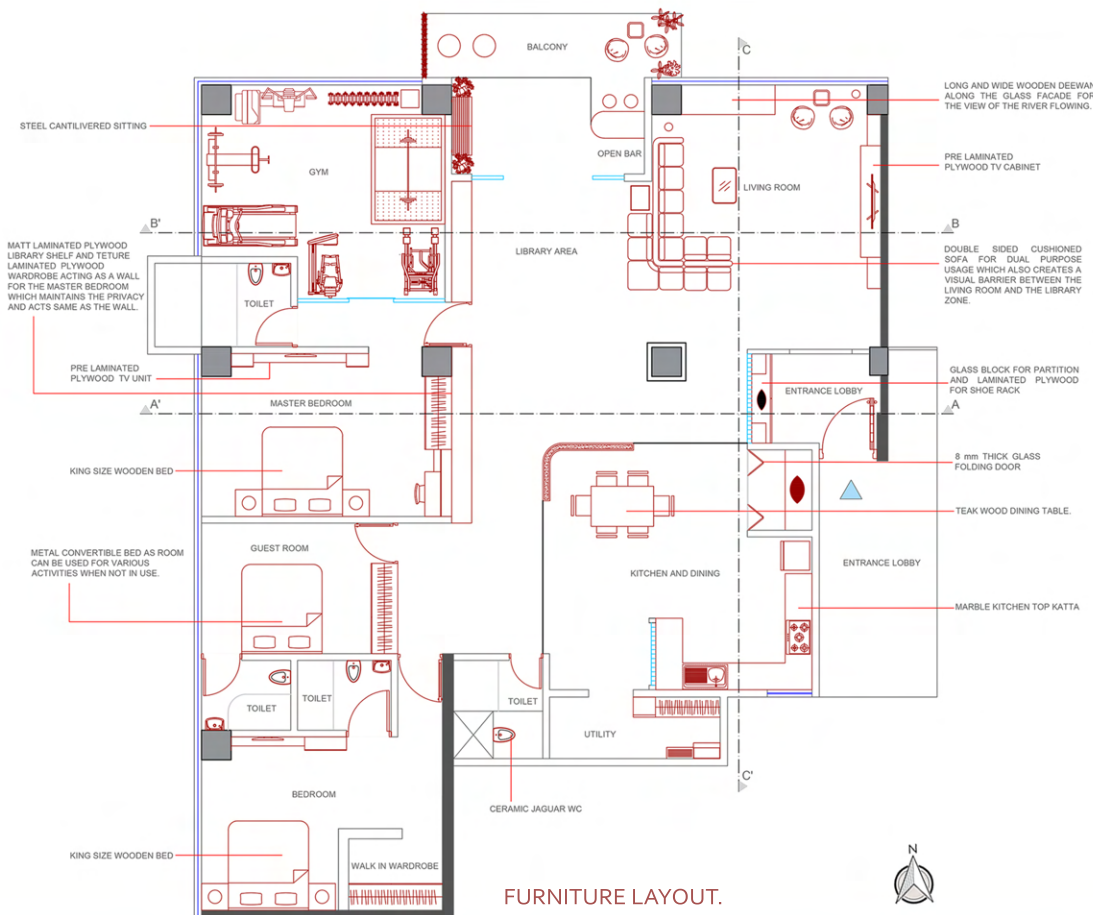 BALCONY
C
LONG AND WIDE WOODEN DEEWAN
ALONG THE GLASS FACADE FOR
THE VIEW OF THE RIVER FLOWING.
STEEL CANTILIVERED SITTING
OPEN BAR
PRE LAMINATED
PLYWOOD TV CABINET
GYM
LIVING ROOM
B'
B
MATT LAMINATED PLYWOOD
LIBRARY SHELF AND TETURE
LAMINATED PLYWOOD
WARDROBE ACTING AS A WALL
FOR THE MASTER BEDROOM
WHICH MAINTAINS THE PRIVACY
AND ACTS SAME AS THE WALL.
LIBRARY AREA
DOUBLE SIDED CUSHIONED
SOFA FOR DUAL PURPOSE
USAGE WHICH ALSO CREATES A
VISUAL BARRIER BETWEEN THE
LIVING ROOM AND THE LIBRARY
ZONE.
TOILET
PRE LAMINATED
PLYWOOD TV UNIT
GLASS BLOCK FOR PARTITION
AND LAMINATED PLYWOOD
FOR SHOE RACK
ENTRANCE LOBBY
A'
MASTER BEDROOM
A
KING SIZE WOODEN BED
8 mm THICK GLASS
FOLDING DOOR
TEAK WOOD DINING TABLE.
METAL CONVERTIBLE BED AS ROOM
CAN BE USED FOR VARIOUS
ACTIVITIES WHEN NOT IN USE.
GUEST ROOM
KITCHEN AND DINING
ENTRANCE LOBBY
MARBLE KITCHEN TOP KATTA
TOILET
TOILET
TOILET
UTILITY
C'
BEDROOM
CERAMIC JAGUAR WC
KING SIZE WOODEN BED
WALK IN WARDROBE
N
FURNITURE LAYOUT.